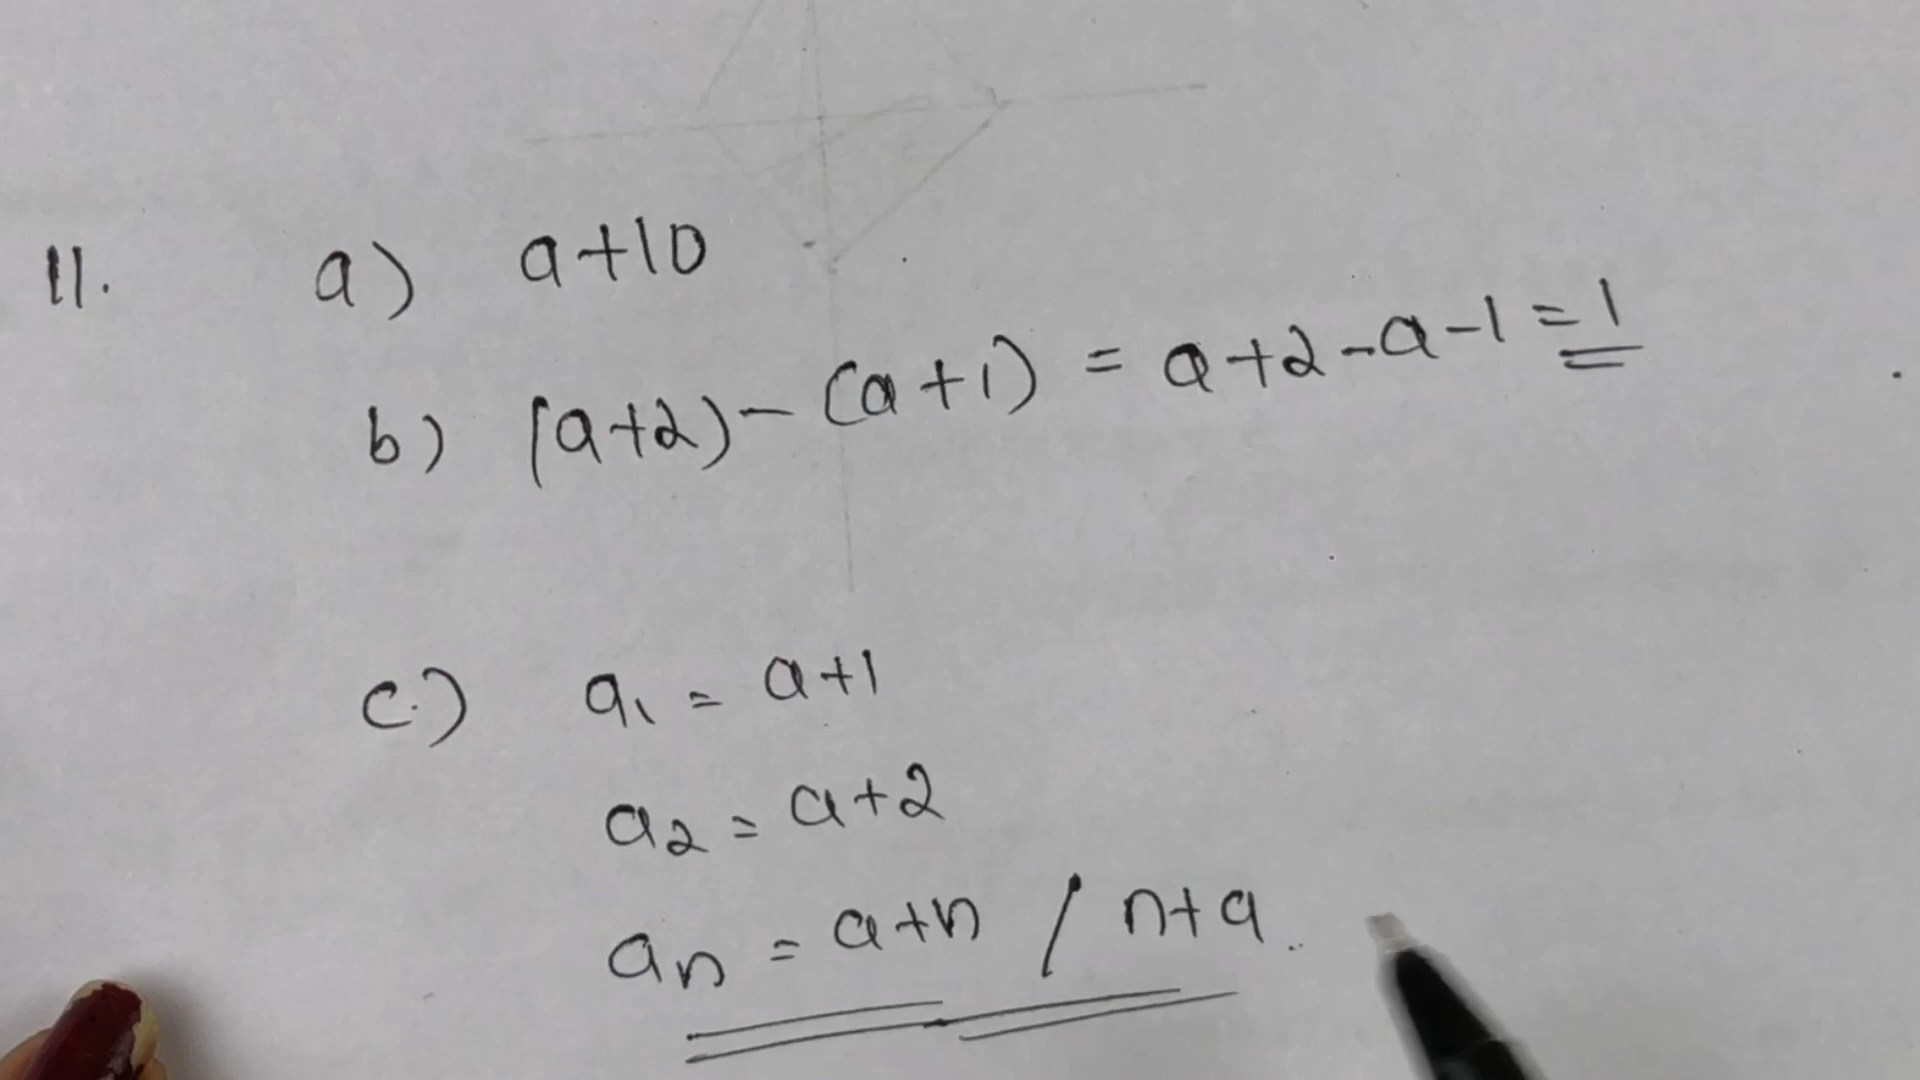 11. a) a+10
b) (a+2)-(a+1) = a+2-a-1=1
c.) a₁ = a+1
a₂ = a+2
aₙ = a+n / n+a.